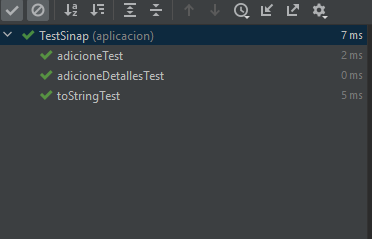 TestSinap (aplicacion) 7 ms
adicioneTest 2 ms
adicioneDetallesTest 0 ms
toStringTest 5 ms